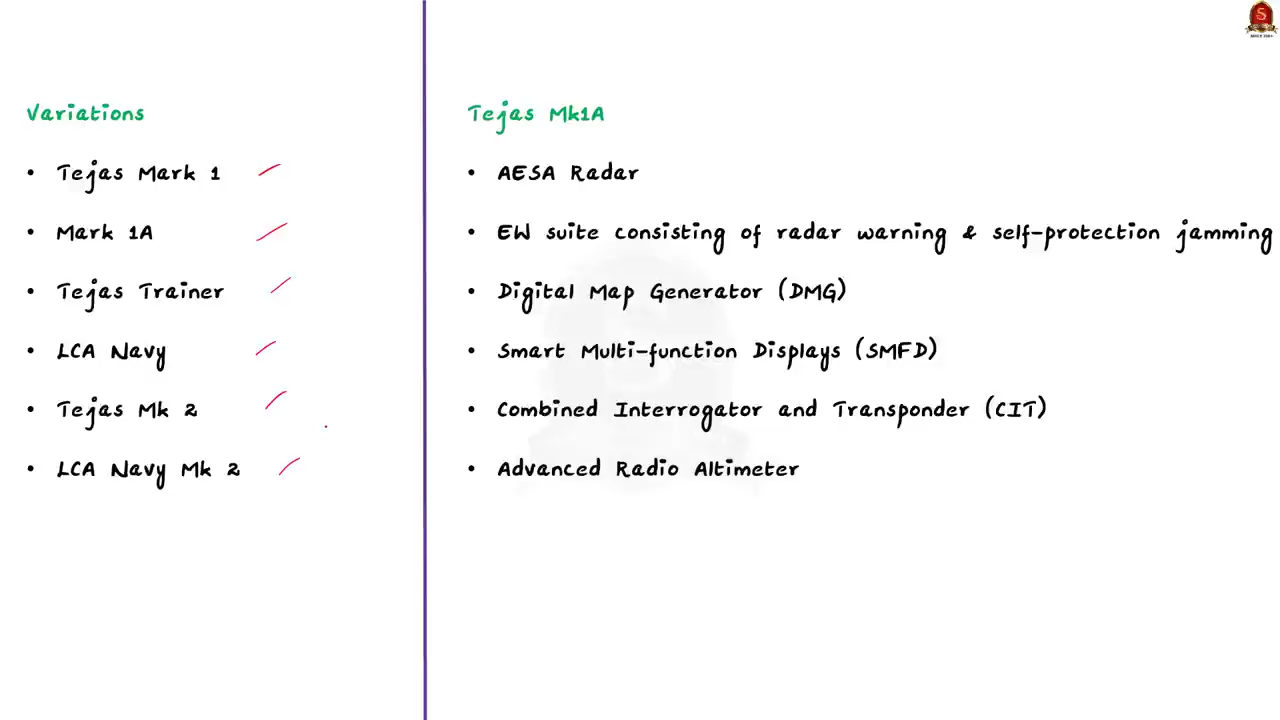 Variations
• Tejas Mark 1
• Mark 1A
• Tejas Trainer
• LCA Navy
• Tejas Mk 2
• LCA Navy Mk 2
Tejas Mk1A
• AESA Radar
• EW suite consisting of radar warning & self-protection jamming
• Digital Map Generator (DMG)
• Smart Multi-function Displays (SMFD)
• Combined Interrogator and Transponder (CIT)
• Advanced Radio Altimeter